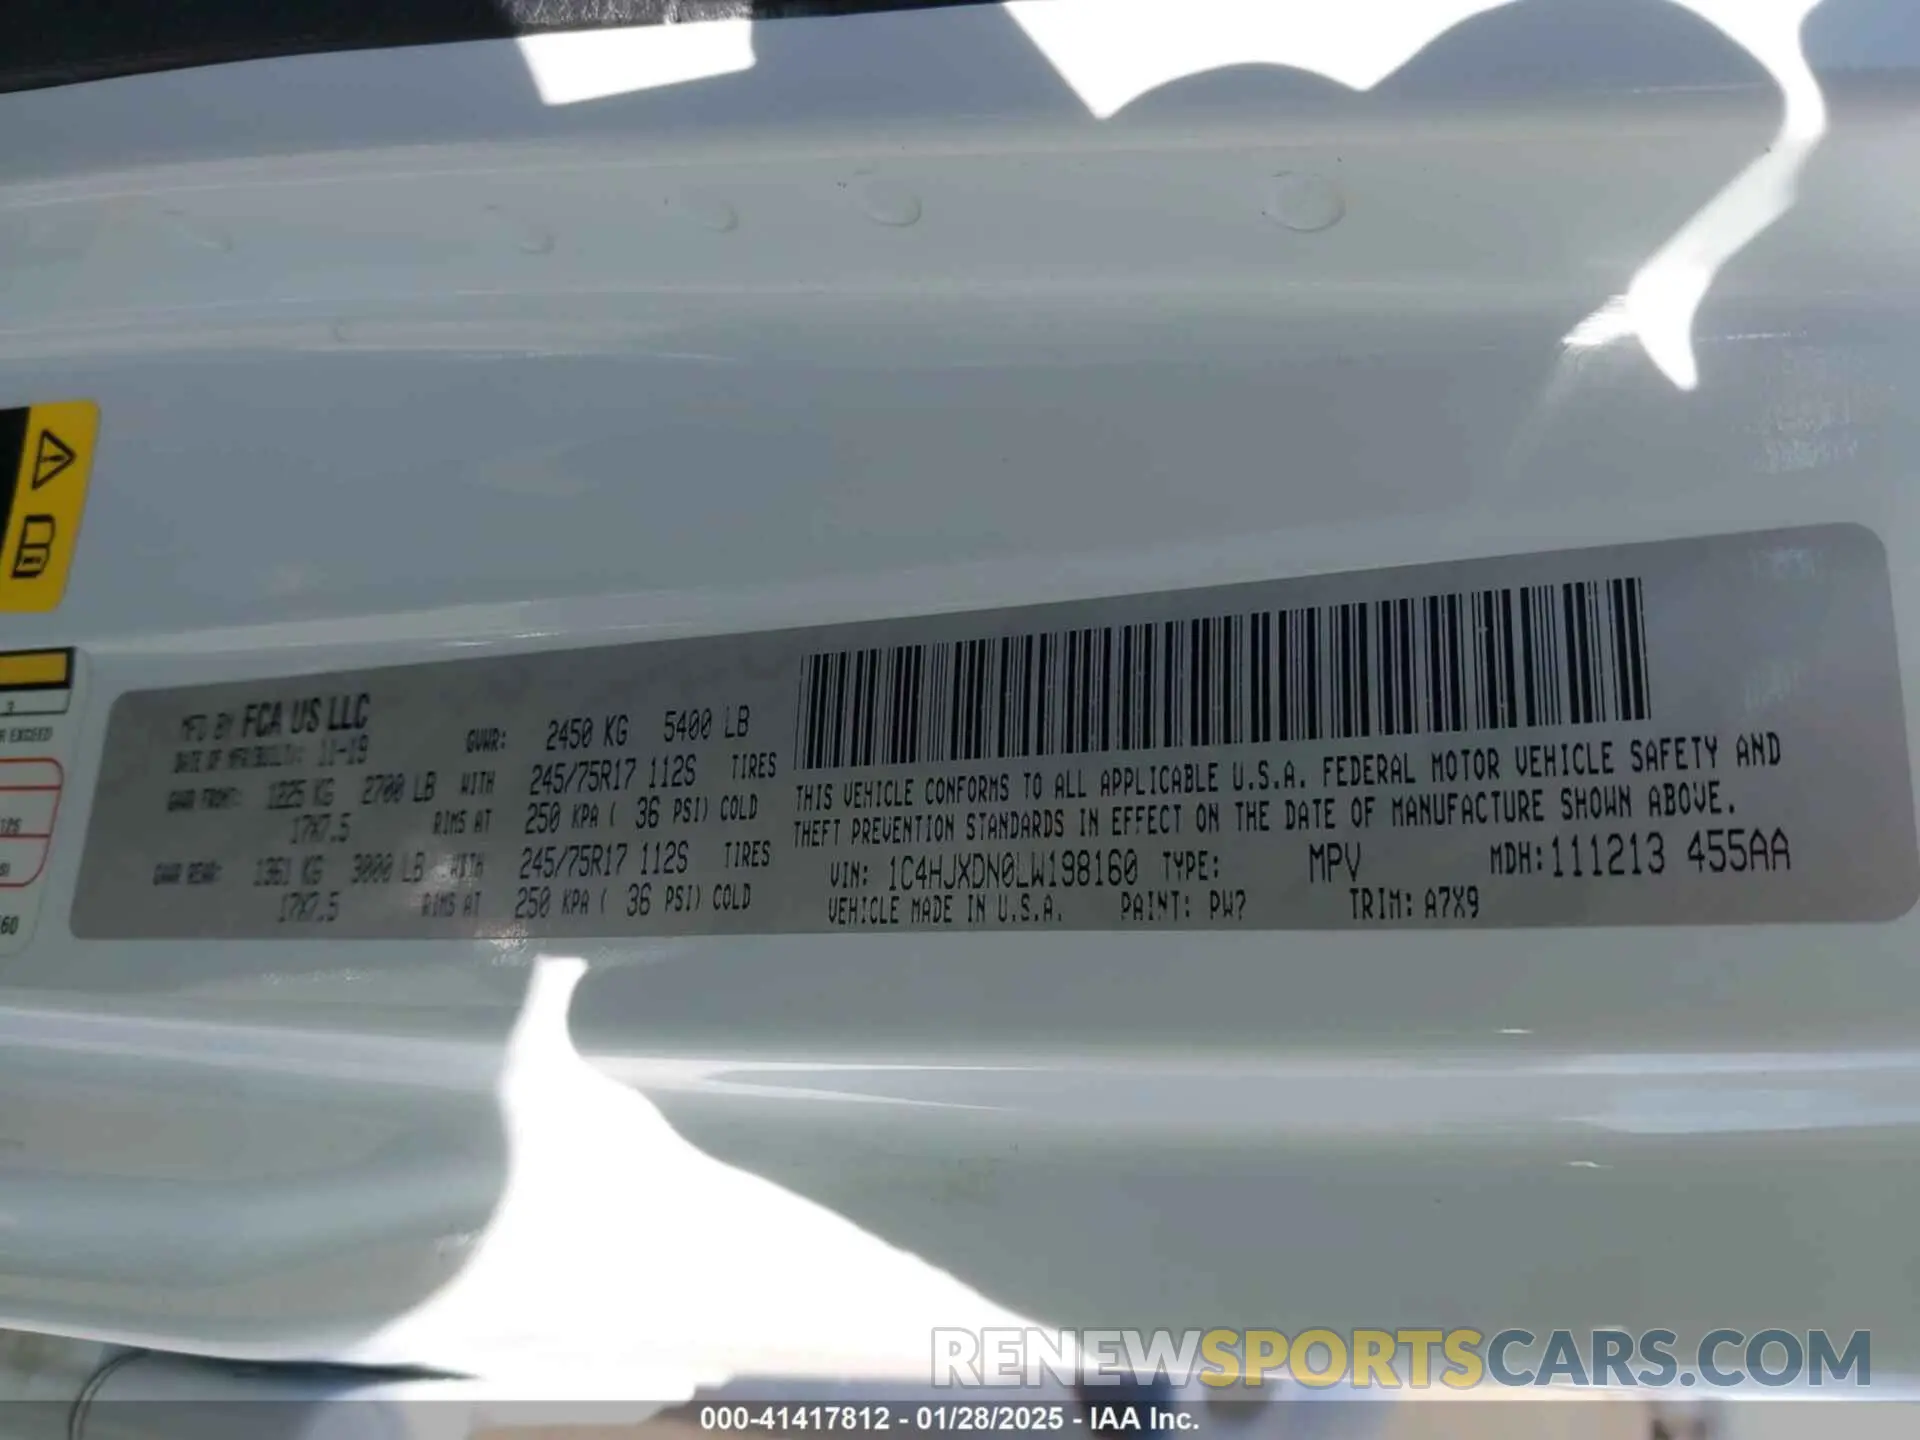 MFD BY FCA US LLC
DATE OF MFR(BUILT): 11-19
GVWR: 2450 KG 5400 LB
GAWR FRONT: 1225 KG 2700 LB WITH 245/75R17 112S TIRES
17X7.5 RIMS AT 250 KPA ( 36 PSI) COLD
GAWR REAR: 1361 KG 3000 LB WITH 245/75R17 112S TIRES
17X7.5 RIMS AT 250 KPA ( 36 PSI) COLD
THIS VEHICLE CONFORMS TO ALL APPLICABLE U.S.A. FEDERAL MOTOR VEHICLE SAFETY AND
THEFT PREVENTION STANDARDS IN EFFECT ON THE DATE OF MANUFACTURE SHOWN ABOVE.
VIN: 1C4HJXDN0LW198160 TYPE: MPV MDH:111213 455AA
VEHICLE MADE IN U.S.A. PAINT: PW7 TRIM: A7X9
R EXCEED
60
RENEWSPORTSCARS.COM
000-41417812 - 01/28/2025 - IAA Inc.